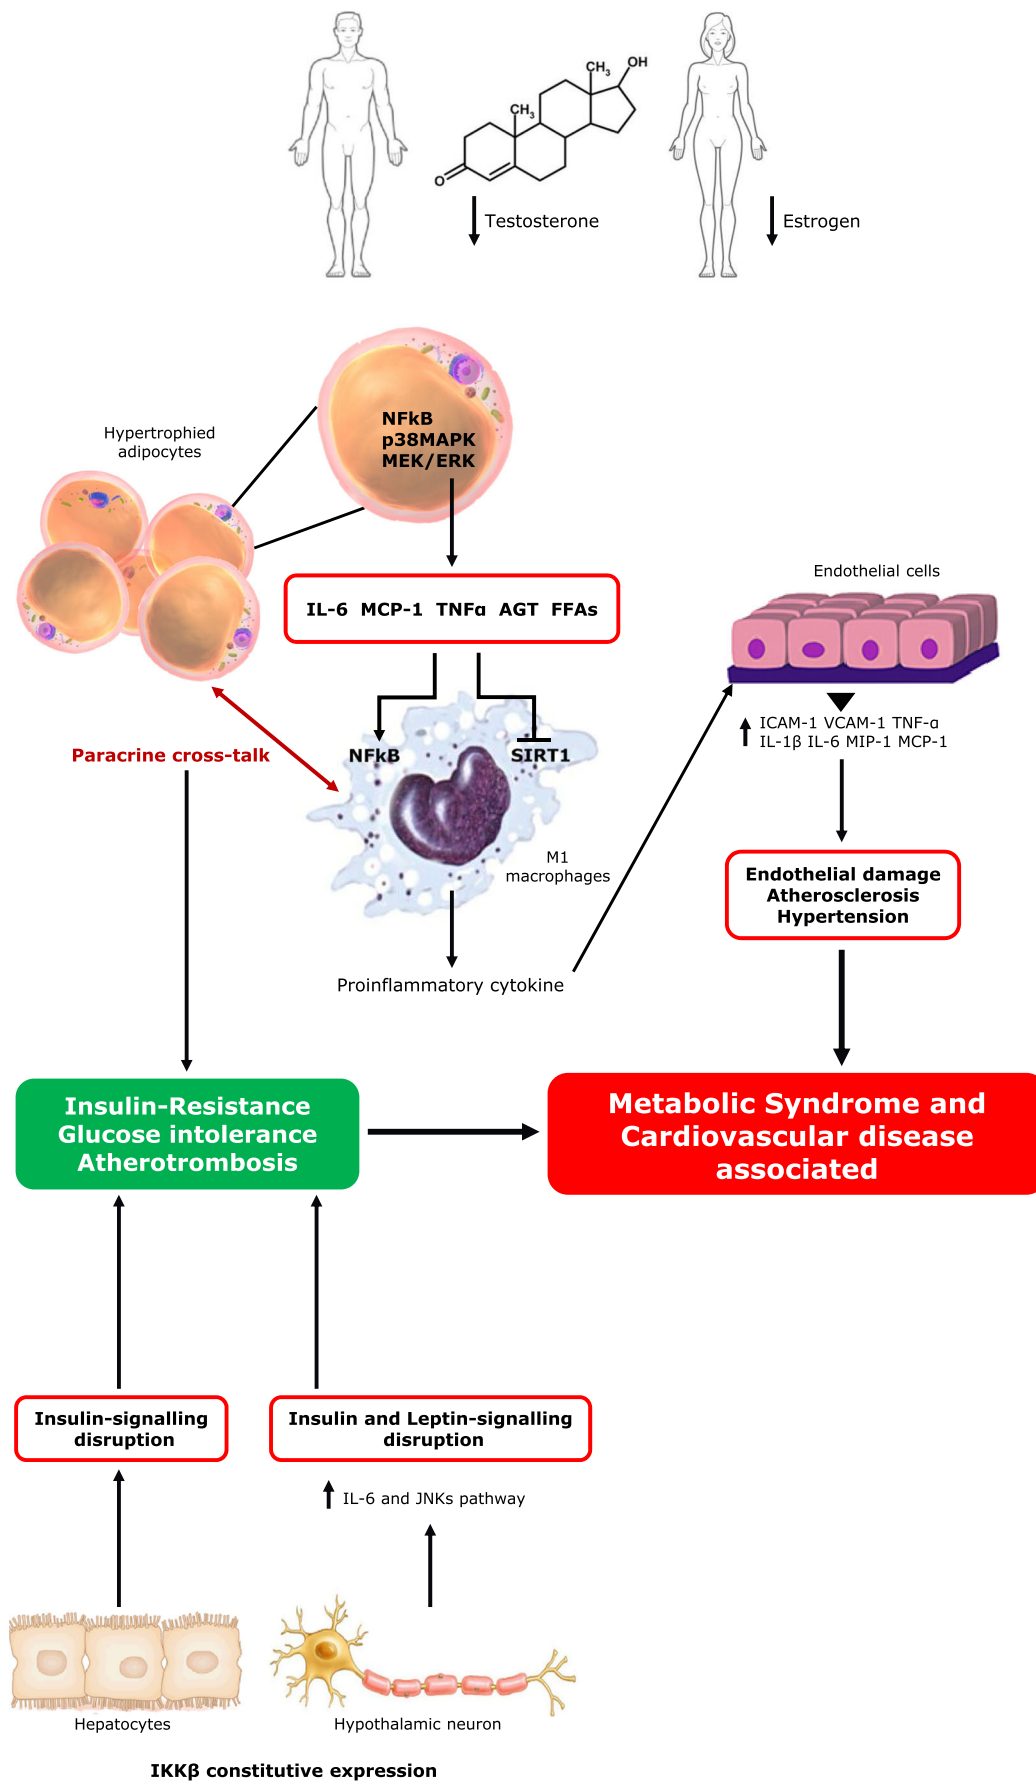 CH3
OH
CH3
O
Testosterone
Estrogen
Hypertrophied
adipocytes
NFkB
p38MAPK
MEK/ERK
IL-6 MCP-1 TNFα AGT FFAs
Endothelial cells
ICAM-1 VCAM-1 TNF-α
IL-1β IL-6 MIP-1 MCP-1
Paracrine cross-talk
NFkB
SIRT1
M1
macrophages
Endothelial damage
Atherosclerosis
Hypertension
Proinflammatory cytokine
Insulin-Resistance
Glucose intolerance
Atherotrombosis
Metabolic Syndrome and
Cardiovascular disease
associated
Insulin-signalling
disruption
Insulin and Leptin-signalling
disruption
IL-6 and JNKs pathway
Hepatocytes
Hypothalamic neuron
IKKβ constitutive expression